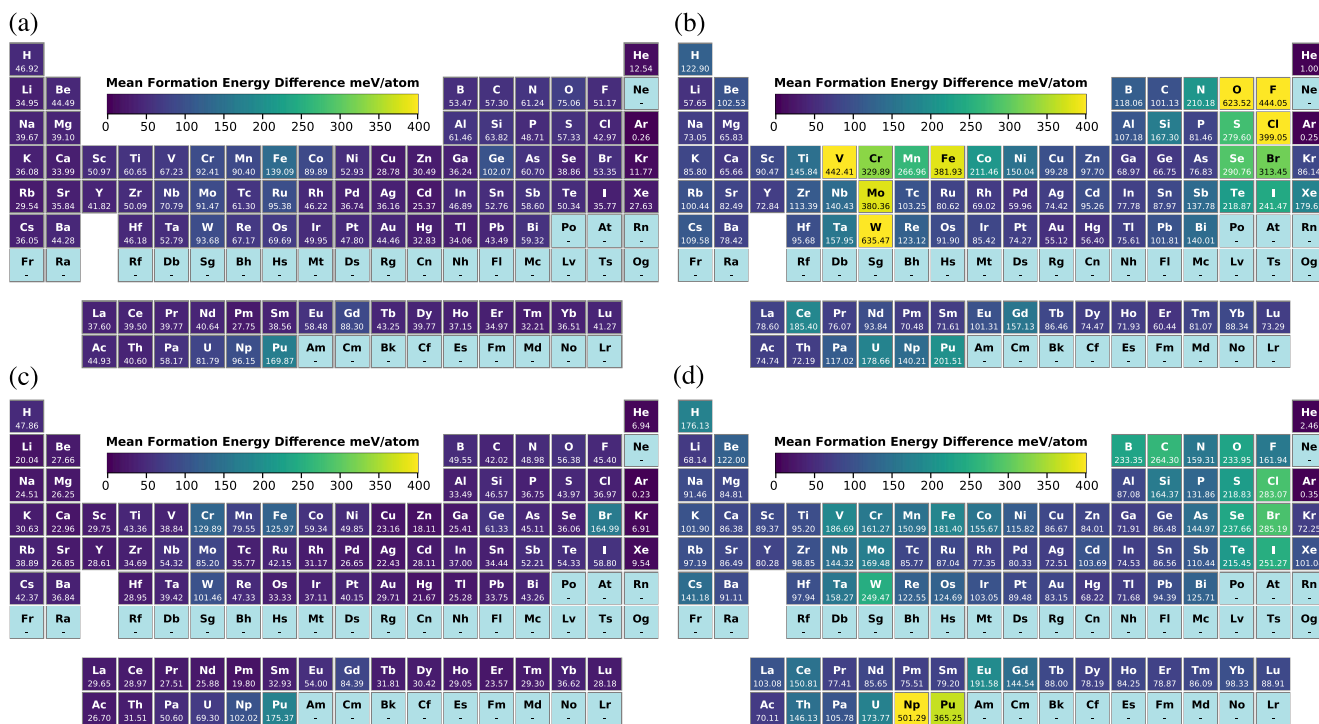 (a)
H He
46.92 12.54
Mean Formation Energy Difference meV/atom
0 50 100 150 200 250 300 350 400
Li Be B C N O F Ne
34.95 44.49 53.47 57.30 61.24 75.06 51.17 -
Na Mg Al Si P S Cl Ar
39.67 39.10 61.46 63.82 48.71 57.33 42.97 0.26
K Ca Sc Ti V Cr Mn Fe Co Ni Cu Zn Ga Ge As Se Br Kr
36.08 33.99 50.97 60.65 67.23 92.41 90.40 139.09 89.89 52.93 28.78 30.49 36.24 102.07 60.70 38.86 53.35 11.77
Rb Sr Y Zr Nb Mo Tc Ru Rh Pd Ag Cd In Sn Sb Te I Xe
29.54 35.84 41.82 50.09 70.79 91.47 61.30 95.38 46.22 36.74 36.16 25.37 46.89 52.76 58.60 50.34 35.77 27.63
Cs Ba Hf Ta W Re Os Ir Pt Au Hg Tl Pb Bi Po At Rn
36.05 44.28 46.18 52.79 93.68 67.17 69.69 49.95 47.80 44.46 32.83 34.06 43.49 59.32 - - -
Fr Ra Rf Db Sg Bh Hs Mt Ds Rg Cn Nh Fl Mc Lv Ts Og
- - - - - - - - - - - - - - - - -
La Ce Pr Nd Pm Sm Eu Gd Tb Dy Ho Er Tm Yb Lu
37.60 39.50 39.77 40.64 27.75 38.56 58.48 88.30 43.25 39.77 37.15 34.97 32.21 36.51 41.27
Ac Th Pa U Np Pu Am Cm Bk Cf Es Fm Md No Lr
44.93 40.60 58.17 81.79 96.15 169.87 - - - - - - - - -
(b)
H He
122.90 1.00
Mean Formation Energy Difference meV/atom
0 50 100 150 200 250 300 350 400
Li Be B C N O F Ne
57.65 102.53 118.06 101.13 210.18 623.52 444.05 -
Na Mg Al Si P S Cl Ar
73.05 65.83 107.18 167.30 81.46 279.60 399.05 0.25
K Ca Sc Ti V Cr Mn Fe Co Ni Cu Zn Ga Ge As Se Br Kr
85.80 65.66 90.47 145.84 442.41 329.89 266.96 381.93 211.46 150.04 99.28 97.70 68.97 66.75 76.83 290.76 313.45 86.14
Rb Sr Y Zr Nb Mo Tc Ru Rh Pd Ag Cd In Sn Sb Te I Xe
100.44 82.49 72.84 113.39 140.43 380.36 103.25 80.62 69.02 59.96 74.42 95.26 77.78 87.97 137.78 218.87 241.47 179.6
Cs Ba Hf Ta W Re Os Ir Pt Au Hg Tl Pb Bi Po At Rn
109.58 78.42 95.68 157.95 635.47 123.12 91.90 85.42 74.27 55.12 56.40 75.61 101.81 140.01 - - -
Fr Ra Rf Db Sg Bh Hs Mt Ds Rg Cn Nh Fl Mc Lv Ts Og
- - - - - - - - - - - - - - - - -
La Ce Pr Nd Pm Sm Eu Gd Tb Dy Ho Er Tm Yb Lu
78.60 185.40 76.07 93.84 70.48 71.61 101.31 157.13 86.46 74.47 71.93 60.44 81.07 88.34 73.29
Ac Th Pa U Np Pu Am Cm Bk Cf Es Fm Md No Lr
74.74 72.19 117.02 178.66 140.21 201.51 - - - - - - - - -
(c)
H He
47.86 6.94
Mean Formation Energy Difference meV/atom
0 50 100 150 200 250 300 350 400
Li Be B C N O F Ne
20.04 27.66 49.55 42.02 48.98 56.38 45.40 -
Na Mg Al Si P S Cl Ar
24.51 26.25 33.49 46.57 36.75 43.97 36.97 0.23
K Ca Sc Ti V Cr Mn Fe Co Ni Cu Zn Ga Ge As Se Br Kr
30.63 22.96 29.75 43.36 38.84 129.89 79.55 125.97 59.34 49.85 23.16 18.11 25.41 61.33 45.11 36.06 164.99 6.91
Rb Sr Y Zr Nb Mo Tc Ru Rh Pd Ag Cd In Sn Sb Te I Xe
38.89 26.85 28.61 34.69 54.32 85.20 35.77 42.15 31.17 26.65 22.43 28.11 37.00 34.44 52.21 54.33 58.80 9.54
Cs Ba Hf Ta W Re Os Ir Pt Au Hg Tl Pb Bi Po At Rn
42.37 36.84 28.95 39.42 101.46 47.33 33.33 37.11 40.15 29.71 21.67 25.28 33.75 43.26 - - -
Fr Ra Rf Db Sg Bh Hs Mt Ds Rg Cn Nh Fl Mc Lv Ts Og
- - - - - - - - - - - - - - - - -
La Ce Pr Nd Pm Sm Eu Gd Tb Dy Ho Er Tm Yb Lu
29.65 28.97 27.51 25.88 19.80 32.93 54.00 84.39 31.81 30.42 29.05 23.57 29.30 36.62 28.18
Ac Th Pa U Np Pu Am Cm Bk Cf Es Fm Md No Lr
26.70 31.51 50.60 69.30 102.02 175.37 - - - - - - - - -
(d)
H He
176.13 2.46
Mean Formation Energy Difference meV/atom
0 50 100 150 200 250 300 350 400
Li Be B C N O F Ne
68.14 122.00 233.35 264.30 159.31 233.95 161.94 -
Na Mg Al Si P S Cl Ar
91.46 84.81 87.08 164.37 131.86 218.83 283.07 0.35
K Ca Sc Ti V Cr Mn Fe Co Ni Cu Zn Ga Ge As Se Br Kr
101.90 86.38 89.37 95.20 186.69 161.27 150.99 181.40 155.67 115.82 86.67 84.01 71.91 86.48 144.97 237.66 285.19 72.25
Rb Sr Y Zr Nb Mo Tc Ru Rh Pd Ag Cd In Sn Sb Te I Xe
97.19 86.49 80.28 98.85 144.32 169.48 85.77 87.04 77.35 80.33 72.51 103.69 74.53 86.56 110.44 215.45 251.27 101.0
Cs Ba Hf Ta W Re Os Ir Pt Au Hg Tl Pb Bi Po At Rn
141.18 91.11 97.94 158.27 249.47 122.55 124.69 103.05 89.48 83.15 68.22 71.68 94.39 125.71 - - -
Fr Ra Rf Db Sg Bh Hs Mt Ds Rg Cn Nh Fl Mc Lv Ts Og
- - - - - - - - - - - - - - - - -
La Ce Pr Nd Pm Sm Eu Gd Tb Dy Ho Er Tm Yb Lu
103.08 150.81 77.41 85.65 75.51 79.20 191.58 144.54 88.00 78.19 84.25 78.87 86.09 98.33 88.91
Ac Th Pa U Np Pu Am Cm Bk Cf Es Fm Md No Lr
70.11 146.13 105.78 173.77 501.29 365.25 - - - - - - - - -